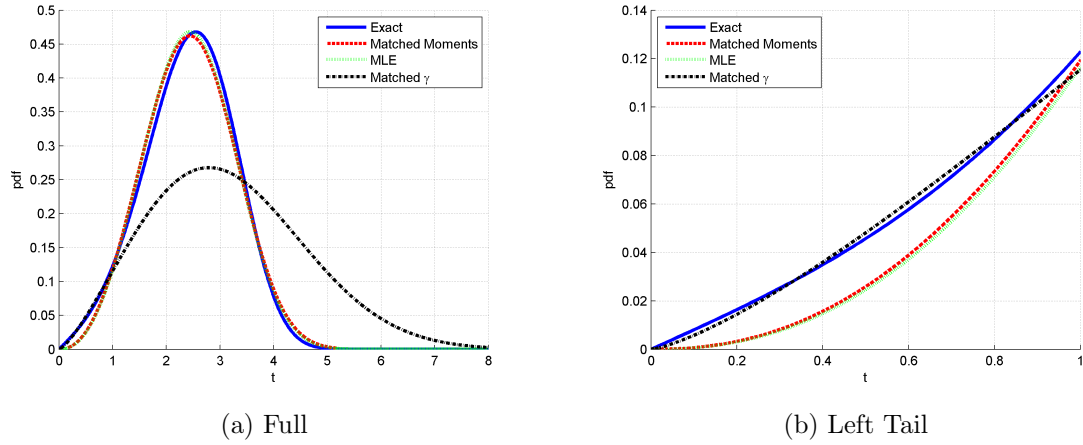 0.5
0.45
0.4
0.35
0.3
0.25
0.2
0.15
0.1
0.05
0
pdf
0 1 2 3 4 5 6 7 8
t
Exact
Matched Moments
MLE
Matched γ
(a) Full
0.14
0.12
0.1
0.08
0.06
0.04
0.02
0
pdf
0 0.2 0.4 0.6 0.8 1
t
Exact
Matched Moments
MLE
Matched γ
(b) Left Tail